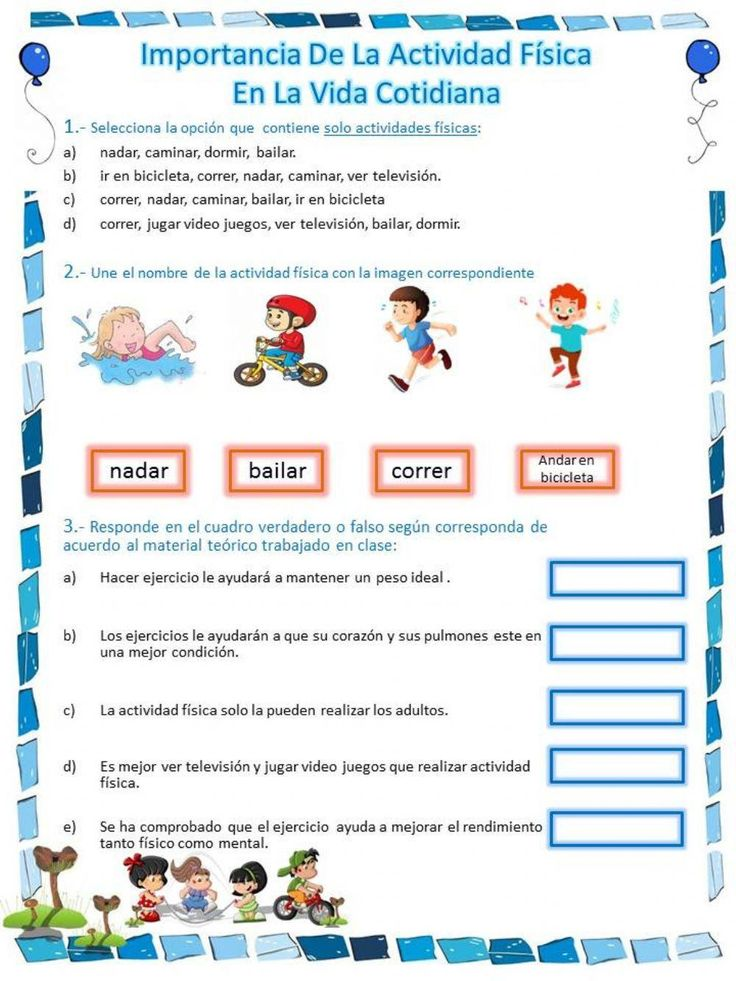 Importancia De La Actividad Física
En La Vida Cotidiana
1.- Selecciona la opción que contiene solo actividades físicas:
a) nadar, caminar, dormir, bailar.
b) ir en bicicleta, correr, nadar, caminar, ver televisión.
c) correr, nadar, caminar, bailar, ir en bicicleta
d) correr, jugar video juegos, ver televisión, bailar, dormir.
2.- Une el nombre de la actividad física con la imagen correspondiente
nadar
bailar
correr
Andar en
bicicleta
3.- Responde en el cuadro verdadero o falso según corresponda de
acuerdo al material teórico trabajado en clase:
a) Hacer ejercicio le ayudará a mantener un peso ideal .
b) Los ejercicios le ayudarán a que su corazón y sus pulmones este en
una mejor condición.
c) La actividad física solo la pueden realizar los adultos.
d) Es mejor ver televisión y jugar video juegos que realizar actividad
física.
e) Se ha comprobado que el ejercicio ayuda a mejorar el rendimiento
tanto físico como mental.